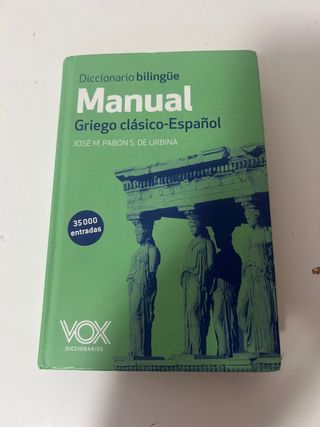 Diccionario bilingüe
Manual
Griego clásico-Español
JOSE M. PABÓN S. DE URBINA
35 000
entradas
VOX
DICCIONARIOS